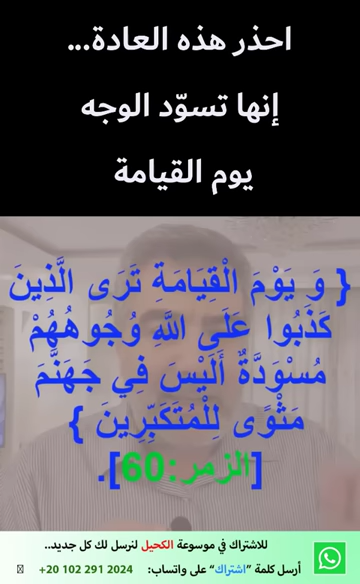 احذر هذه العادة...
إنها تسوّد الوجه
يوم القيامة
{ وَ يَوْمَ الْقِيَامَةِ تَرَى الَّذِينَ
كَذَبُوا عَلَى اللَّهِ وُجُوهُهُمْ
مُسْوَدَّةٌ أَلَيْسَ فِي جَهَنَّمَ
مَثْوًى لِلْمُتَكَبِّرِينَ }
[الزمر:60].
للاشتراك في موسوعة الكحيل لنرسل لك كل جديد..
أرسل كلمة "اشتراك" على واتساب: +20 102 291 2024